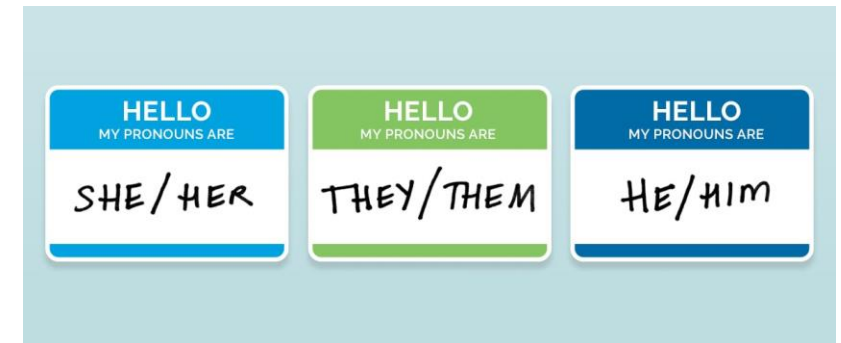 HELLO
MY PRONOUNS ARE
SHE/HER
HELLO
MY PRONOUNS ARE
THEY/THEM
HELLO
MY PRONOUNS ARE
HE/HIM